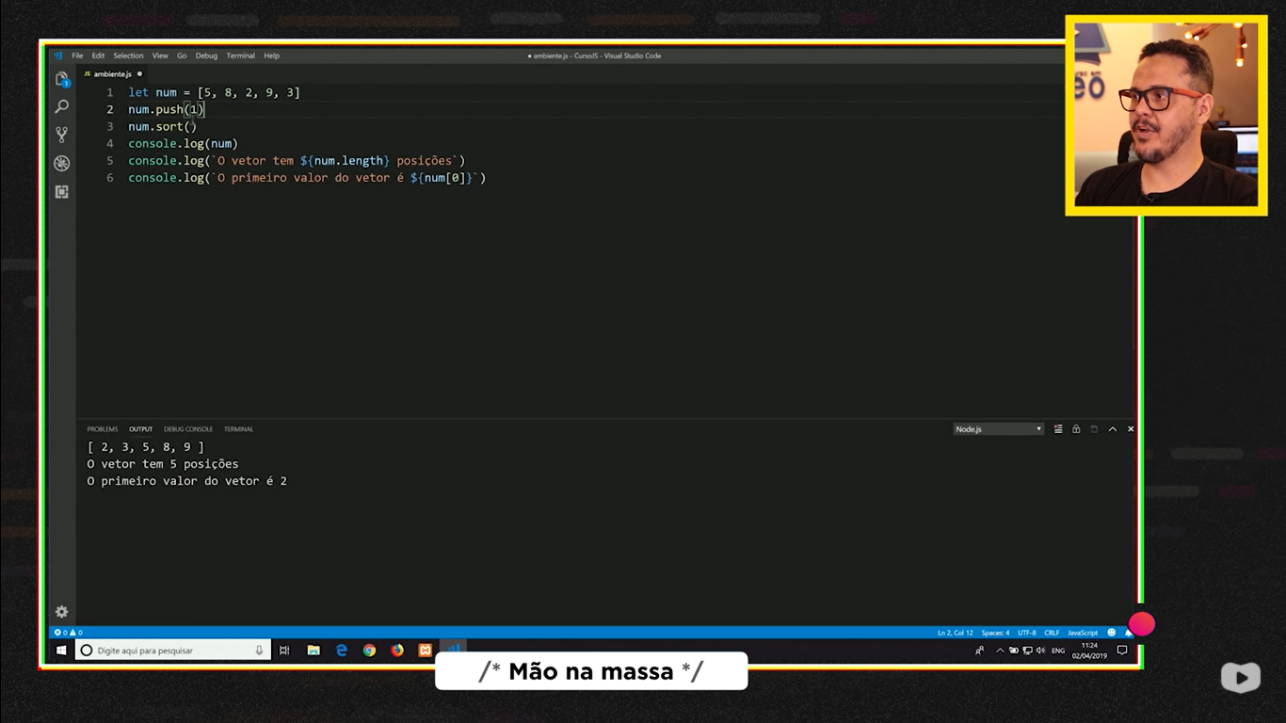 File Edit Selection View Go Debug Terminal Help
● ambiente.js - CursoJS - Visual Studio Code
JS ambiente.js ●
1 let num = [5, 8, 2, 9, 3]
2 num.push(1)
3 num.sort()
4 console.log(num)
5 console.log(`O vetor tem ${num.length} posições`)
6 console.log(`O primeiro valor do vetor é ${num[0]}`)
PROBLEMS OUTPUT DEBUG CONSOLE TERMINAL
Node.js
[ 2, 3, 5, 8, 9 ]
O vetor tem 5 posições
O primeiro valor do vetor é 2
0 0
Ln 2, Col 12 Spaces: 4 UTF-8 CRLF JavaScript
Digite aqui para pesquisar
ENG
11:24
02/04/2019
/* Mão na massa */